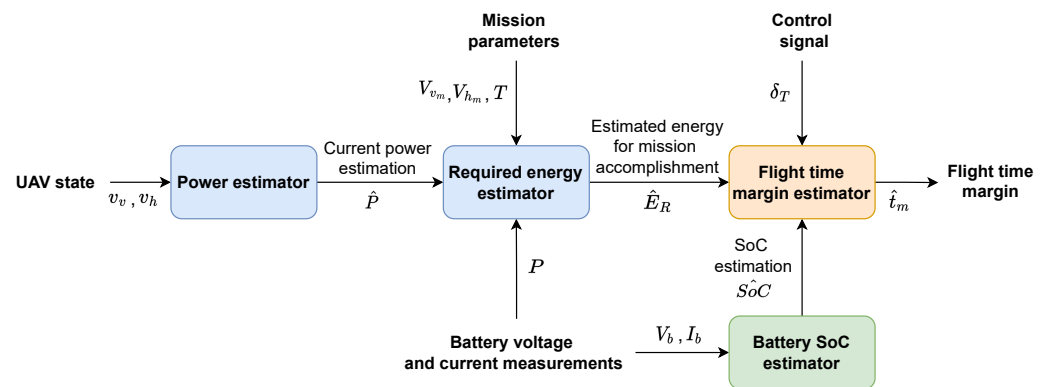 Mission
parameters
Control
signal
V_{v_m}, V_{h_m}, T
δ_T
Current power
estimation
Estimated energy
for mission
accomplishment
UAV state
v_v, v_h
Power estimator
P̂
Required energy
estimator
Ê_R
Flight time
margin estimator
t̂_m
Flight time
margin
P
SoC
estimation
SôC
Battery voltage
and current measurements
V_b, I_b
Battery SoC
estimator